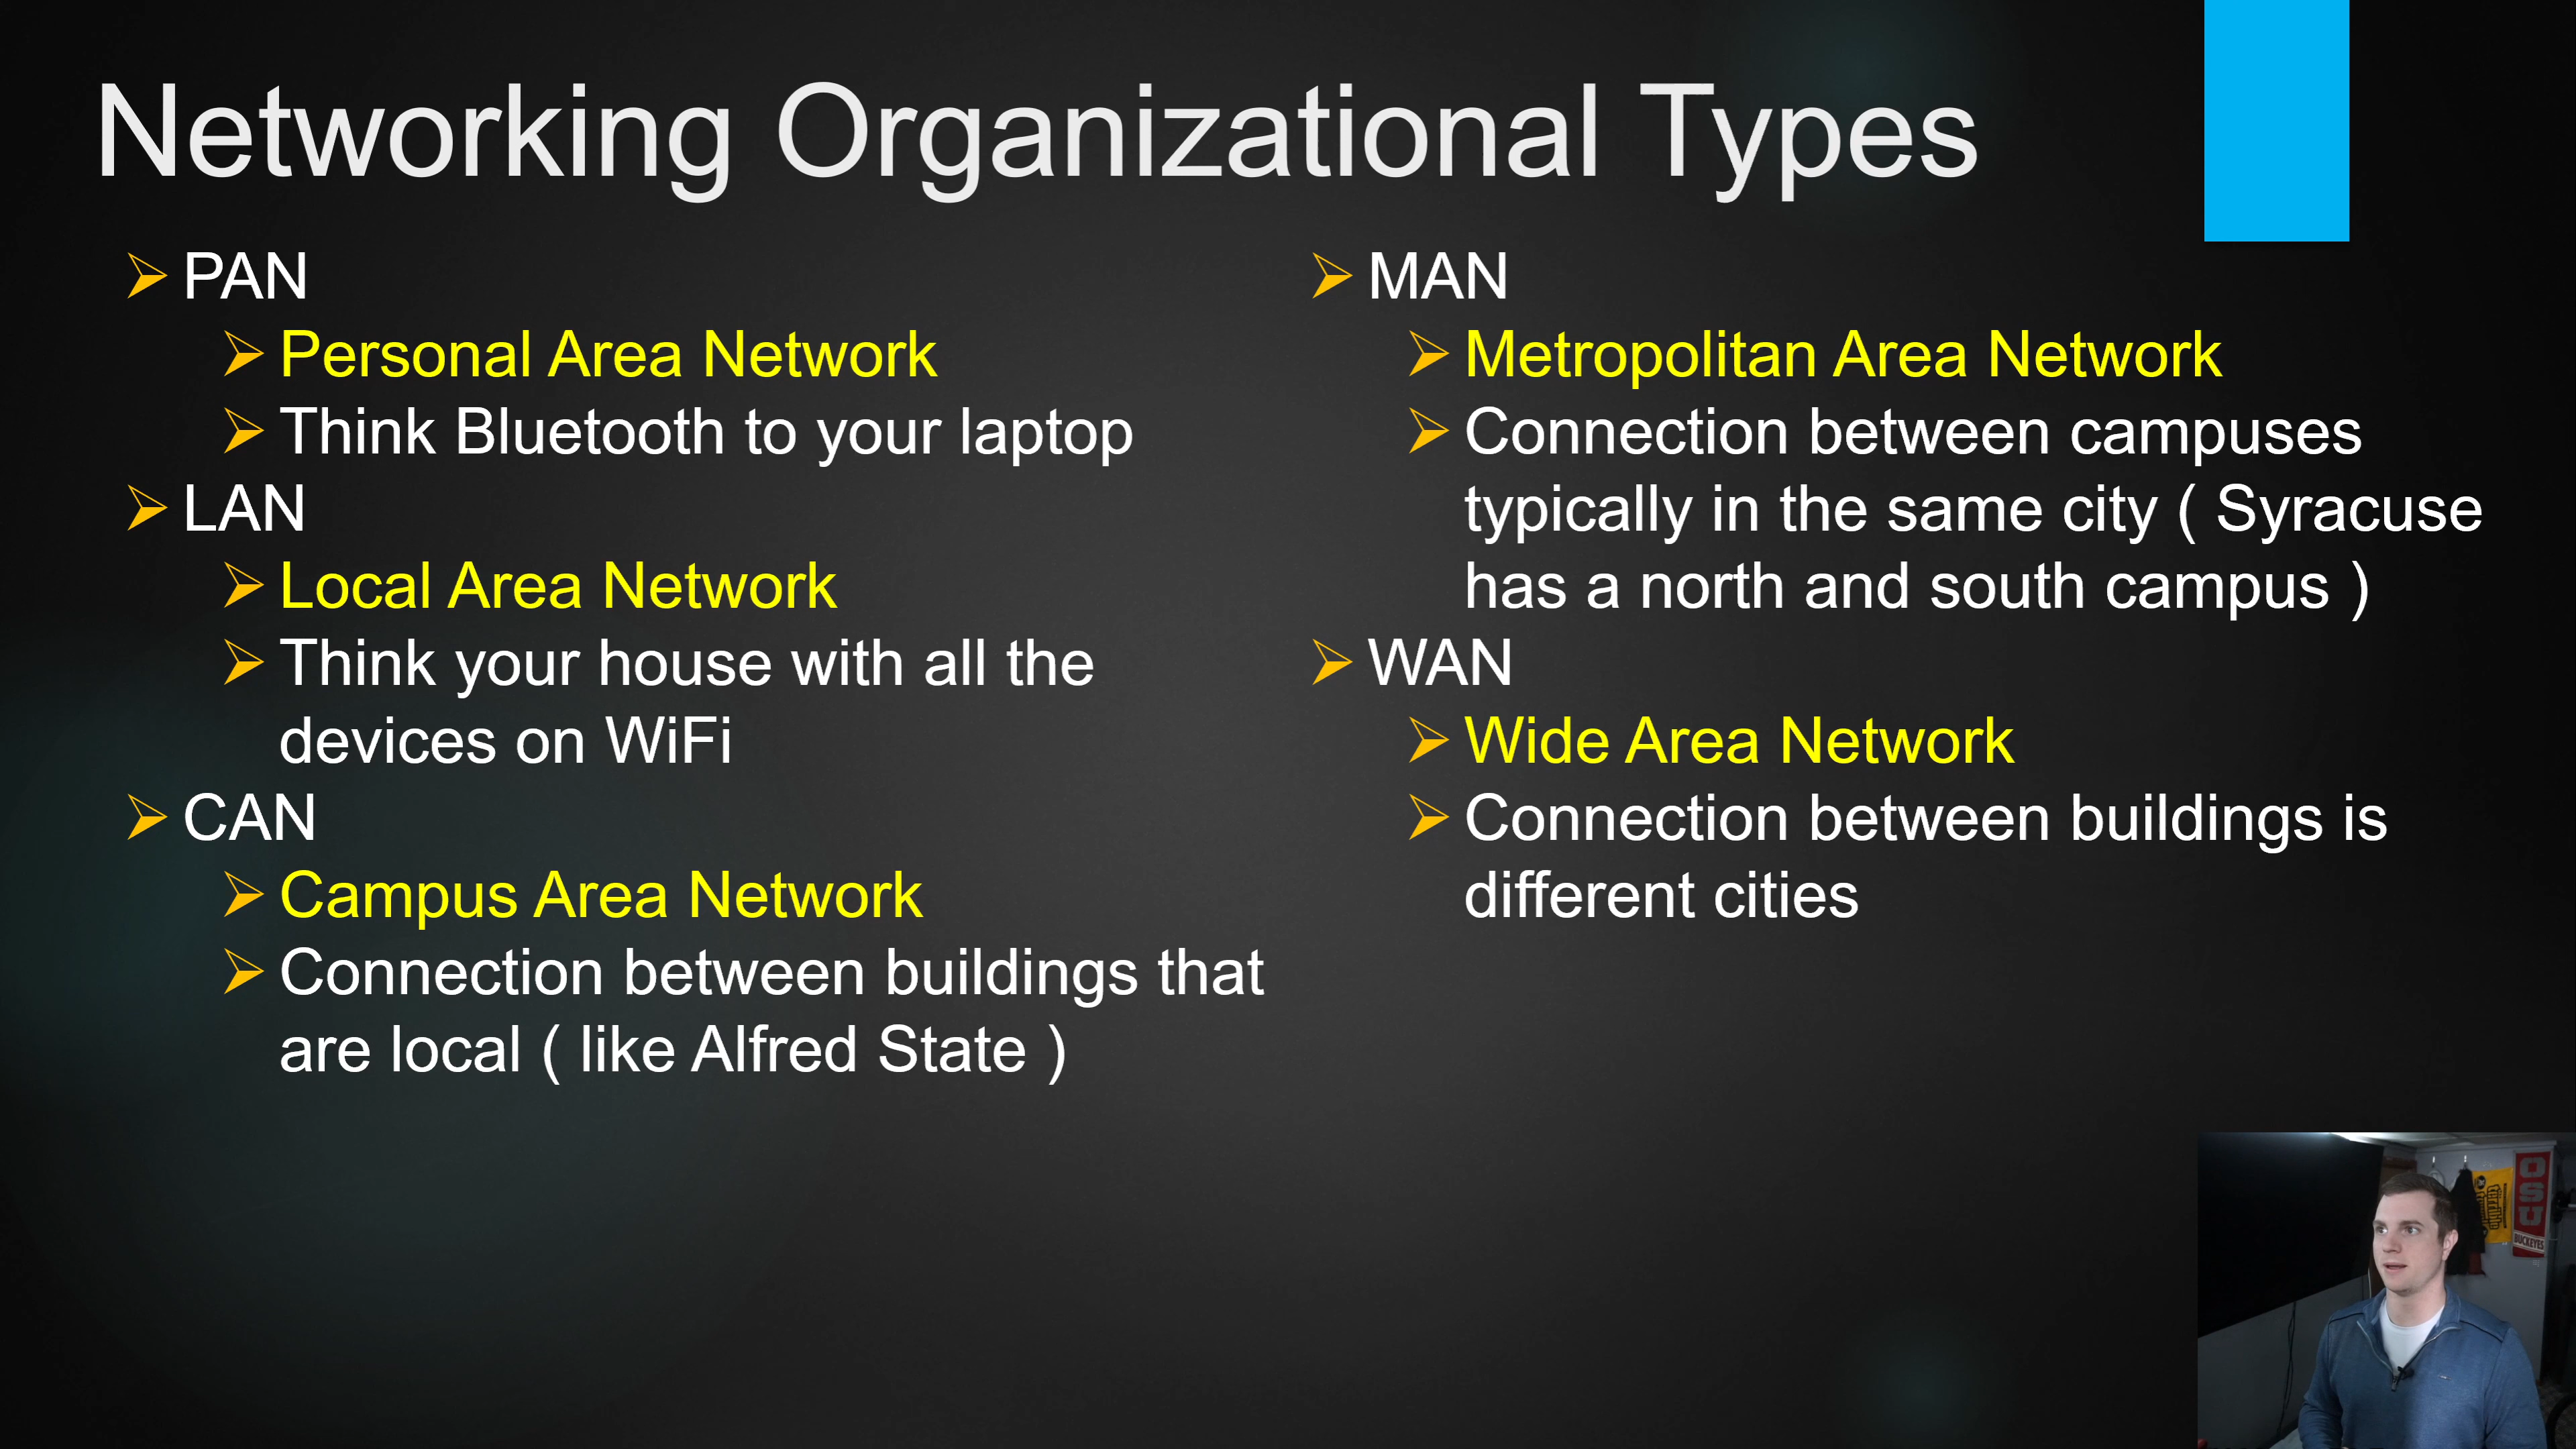 Networking Organizational Types
PAN
Personal Area Network
Think Bluetooth to your laptop
LAN
Local Area Network
Think your house with all the
devices on WiFi
CAN
Campus Area Network
Connection between buildings that
are local ( like Alfred State )
MAN
Metropolitan Area Network
Connection between campuses
typically in the same city ( Syracuse
has a north and south campus )
WAN
Wide Area Network
Connection between buildings is
different cities
OSU
BUCKEYES